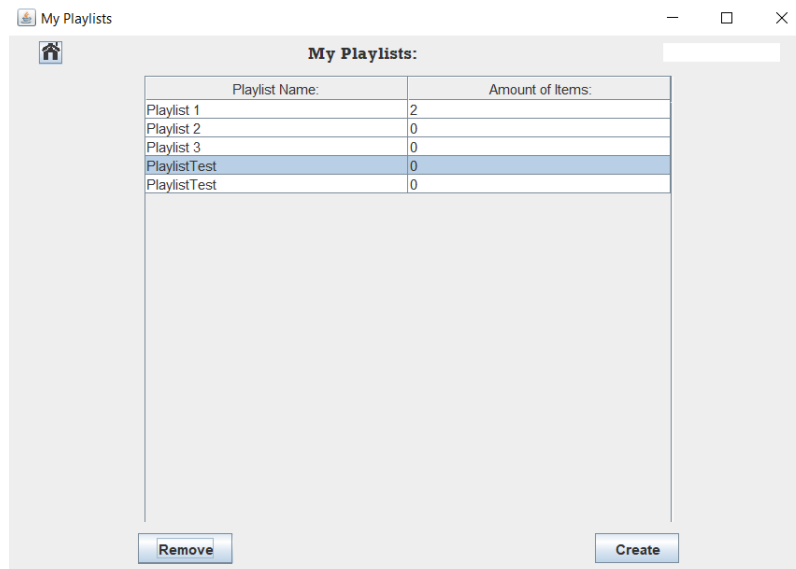 My Playlists
My Playlists:
Playlist Name: Amount of Items:
Playlist 1 2
Playlist 2 0
Playlist 3 0
PlaylistTest 0
PlaylistTest 0
Remove Create